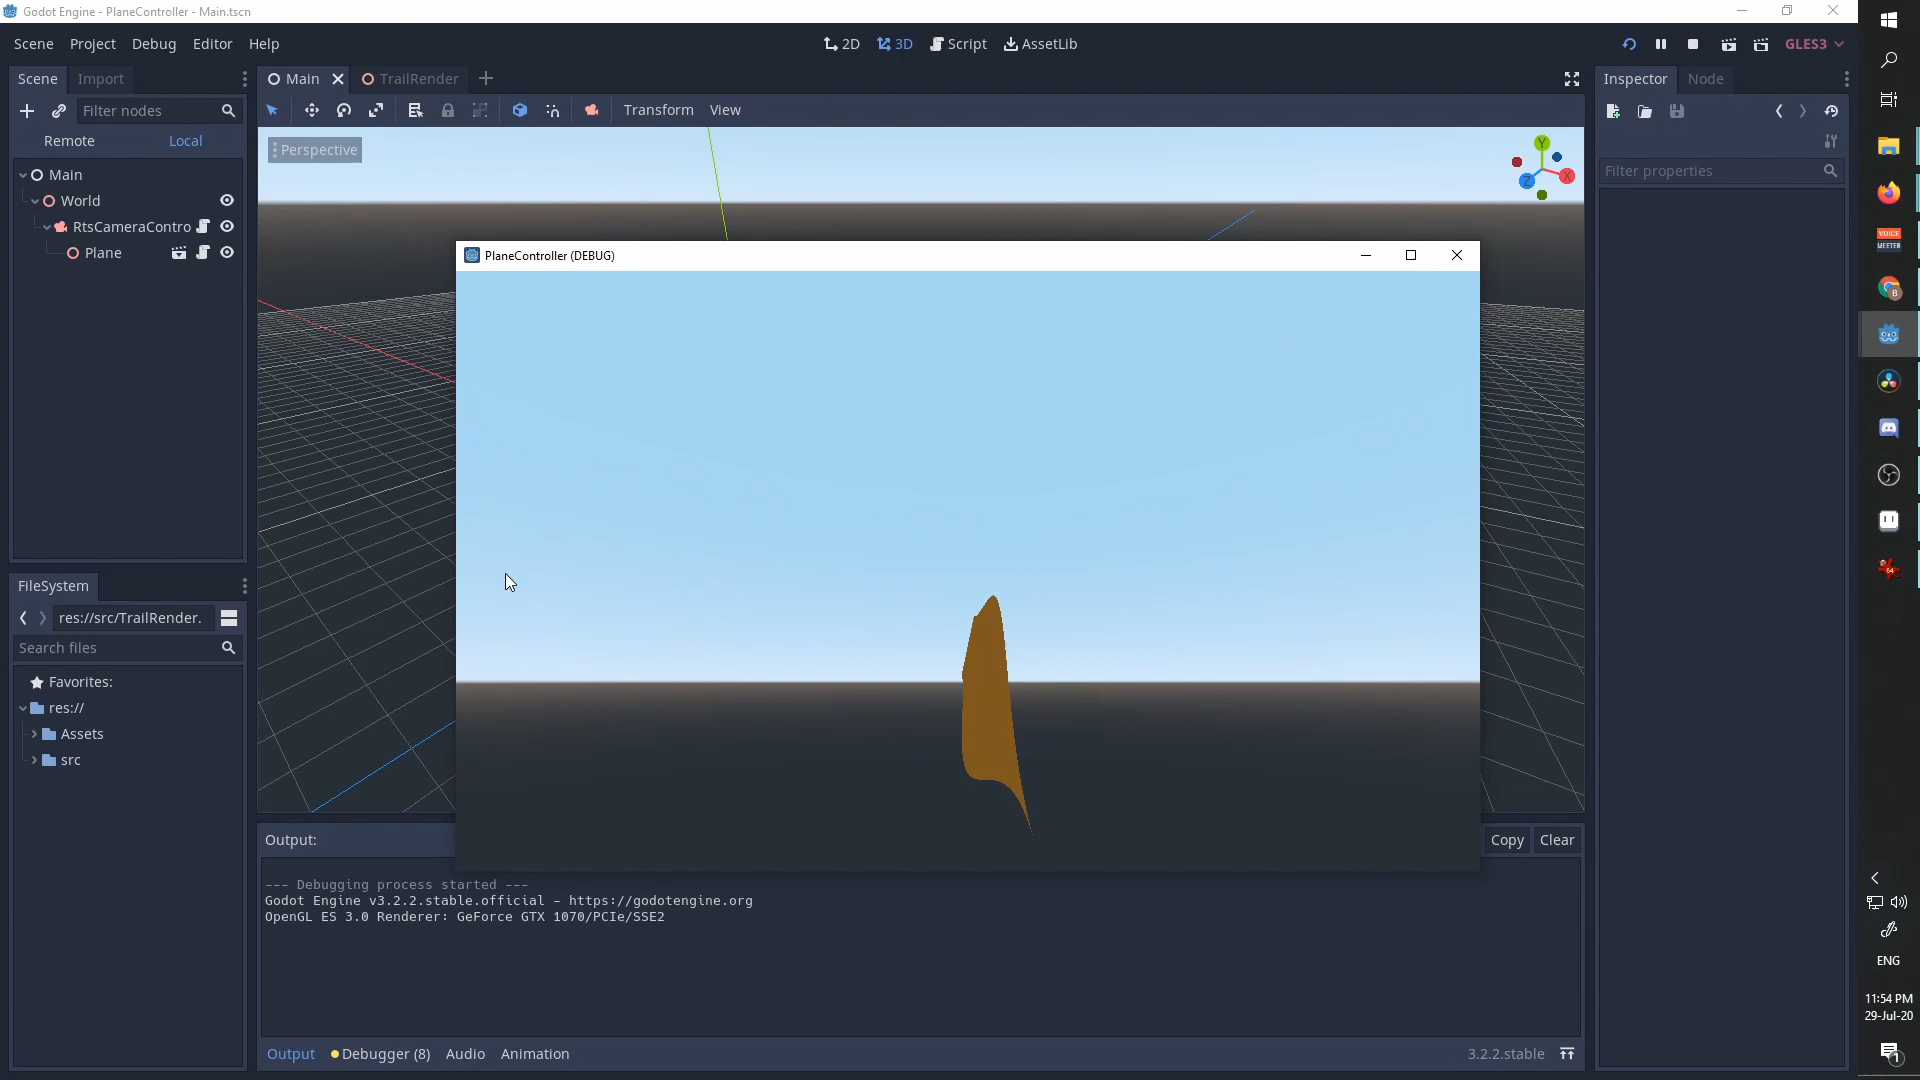 Godot Engine - PlaneController - Main.tscn
Scene Project Debug Editor Help
2D 3D Script AssetLib
GLES3
Scene Import
Main TrailRender
Inspector Node
Filter nodes
Transform View
Remote Local
Perspective
Y
X
Z
Filter properties
Main
World
RtsCameraContro
Plane
PlaneController (DEBUG)
FileSystem
res://src/TrailRender.
Search files
Favorites:
res://
Assets
src
Output:
Copy Clear
--- Debugging process started ---
Godot Engine v3.2.2.stable.official - https://godotengine.org
OpenGL ES 3.0 Renderer: GeForce GTX 1070/PCIe/SSE2
Output Debugger (8) Audio Animation
3.2.2.stable
VOICE
MEETER
B
64
ENG
11:54 PM
29-Jul-20
1